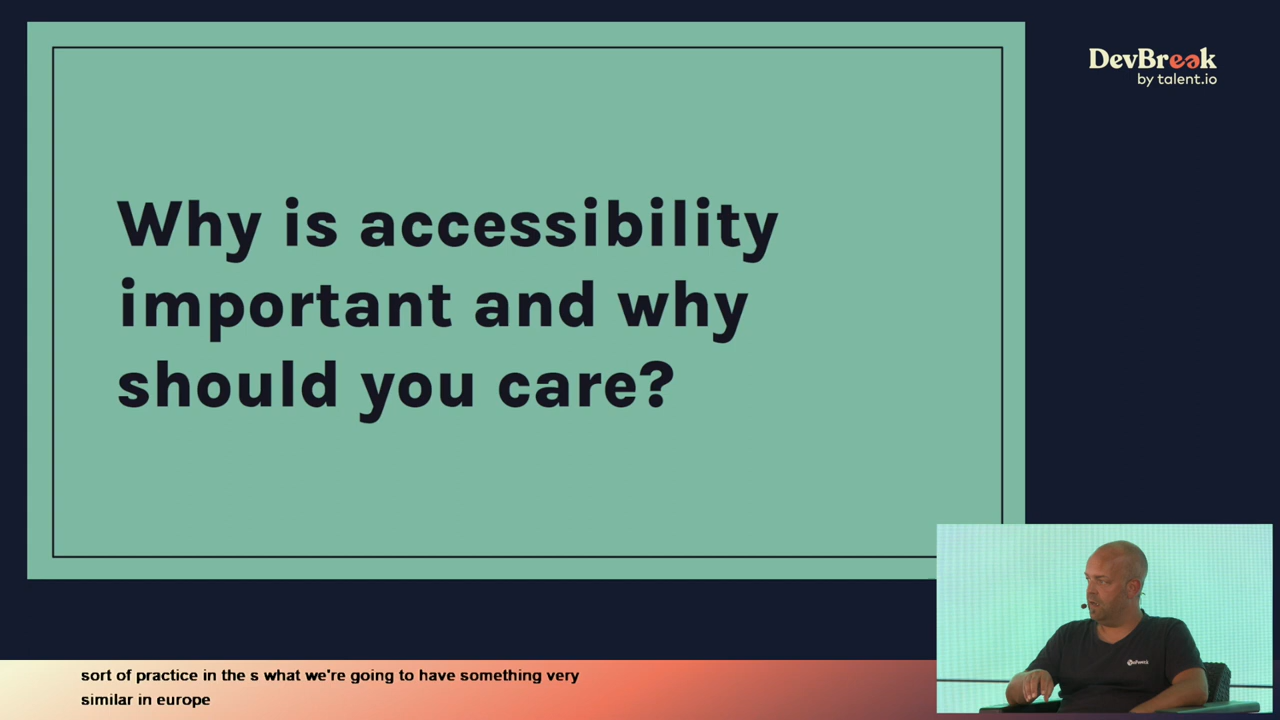 DevBreak
by talent.io
Why is accessibility
important and why
should you care?
sort of practice in the s what we're going to have something very
similar in europe